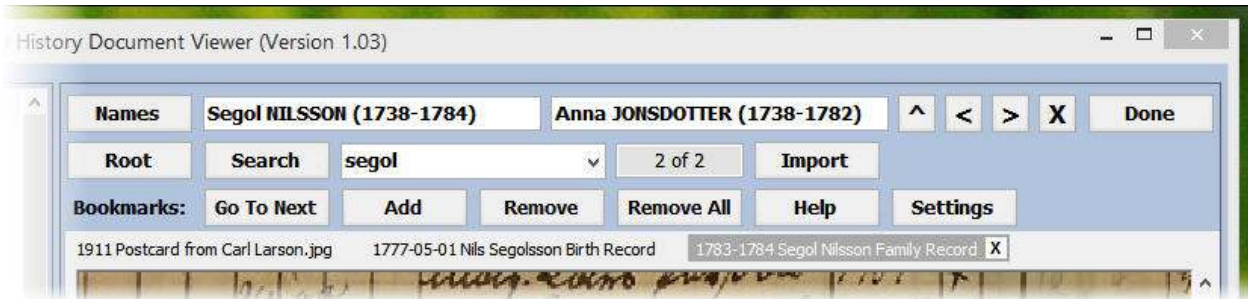 History Document Viewer (Version 1.03)
Names Segol NILSSON (1738-1784) Anna JONSDOTTER (1738-1782) ^ < > X Done
Root Search segol 2 of 2 Import
Bookmarks: Go To Next Add Remove Remove All Help Settings
1911 Postcard from Carl Larson.jpg 1777-05-01 Nils Segolsson Birth Record 1783-1784 Segol Nilsson Family Record X